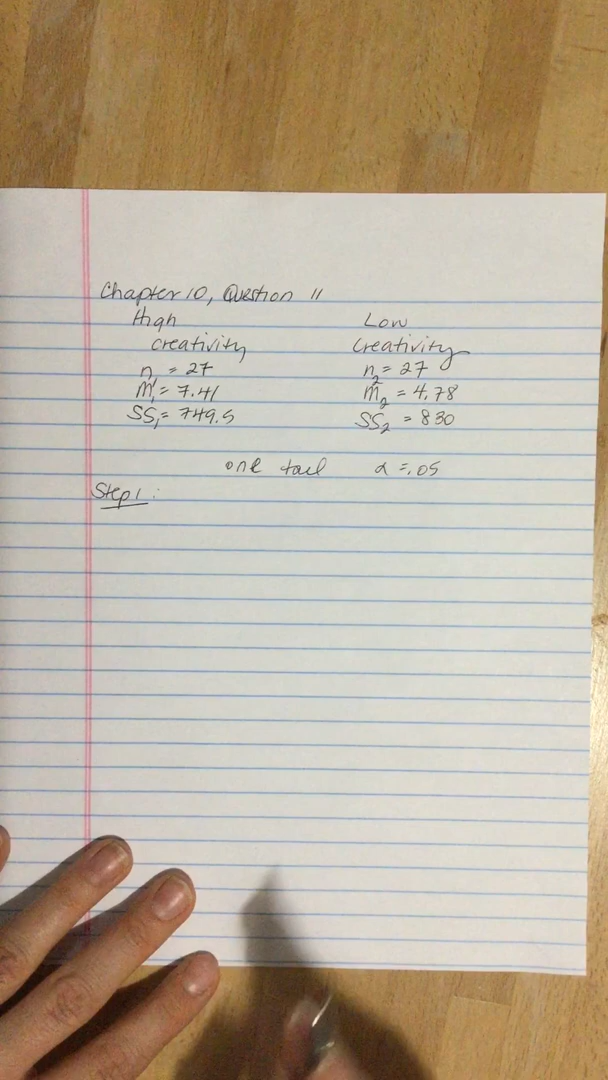 Chapter 10, Question 11
High Low
creativity Creativity
n₁ = 27 n₂ = 27
M₁ = 7.41 M₂ = 4.78
SS₁ = 749.5 SS₂ = 830
one tail α = .05
Step 1: